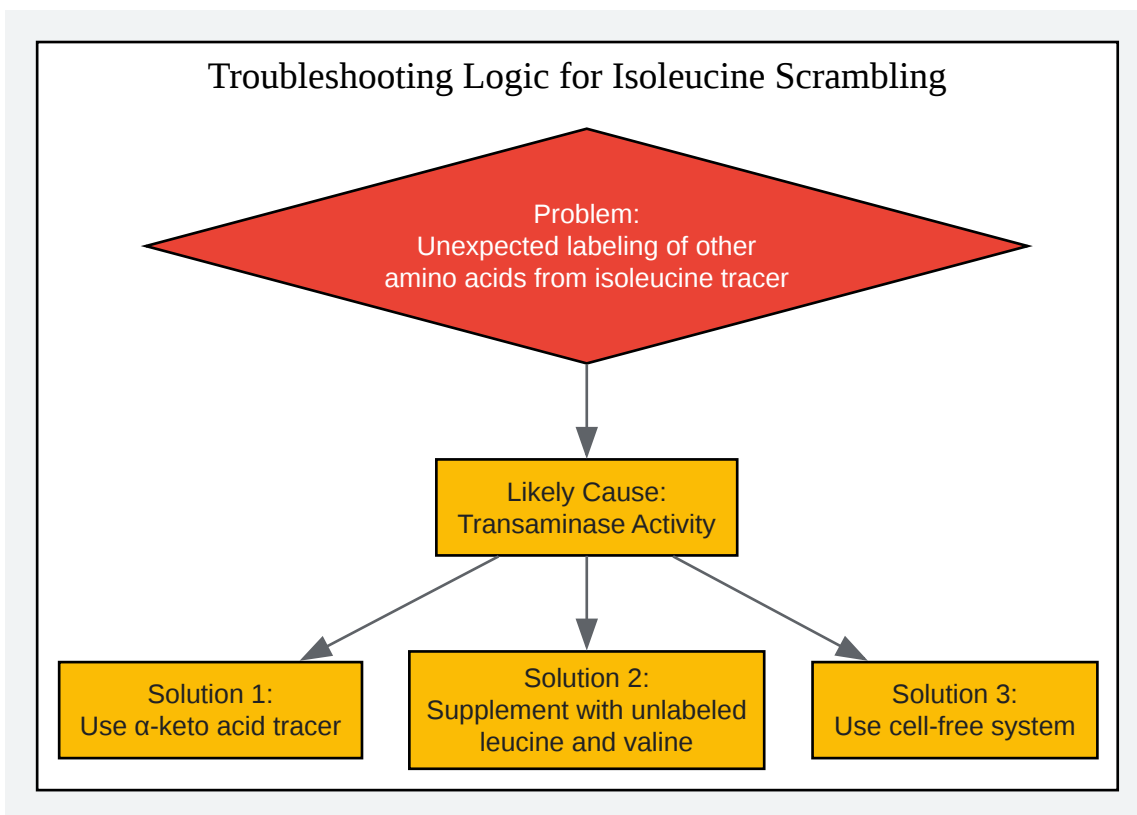 Troubleshooting Logic for Isoleucine Scrambling
Problem:
Unexpected labeling of other
amino acids from isoleucine tracer
Likely Cause:
Transaminase Activity
Solution 1:
Use α-keto acid tracer
Solution 2:
Supplement with unlabeled
leucine and valine
Solution 3:
Use cell-free system